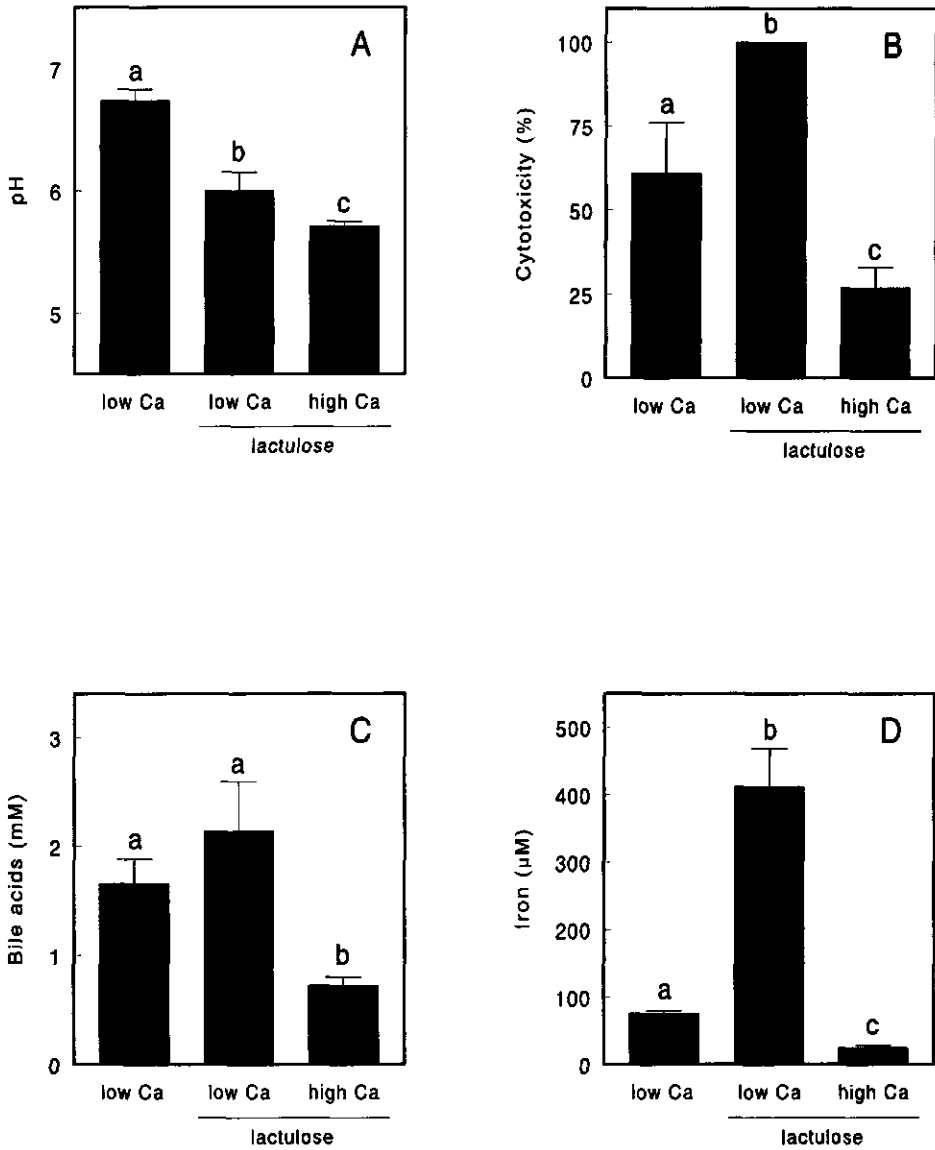 A
pH
7
6
5
a
b
c
low Ca low Ca high Ca
lactulose
B
Cytotoxicity (%)
100
75
50
25
0
a
b
c
low Ca low Ca high Ca
lactulose
C
Bile acids (mM)
3
2
1
0
a
a
b
low Ca low Ca high Ca
lactulose
D
Iron (µM)
500
400
300
200
100
0
a
b
c
low Ca low Ca high Ca
lactulose